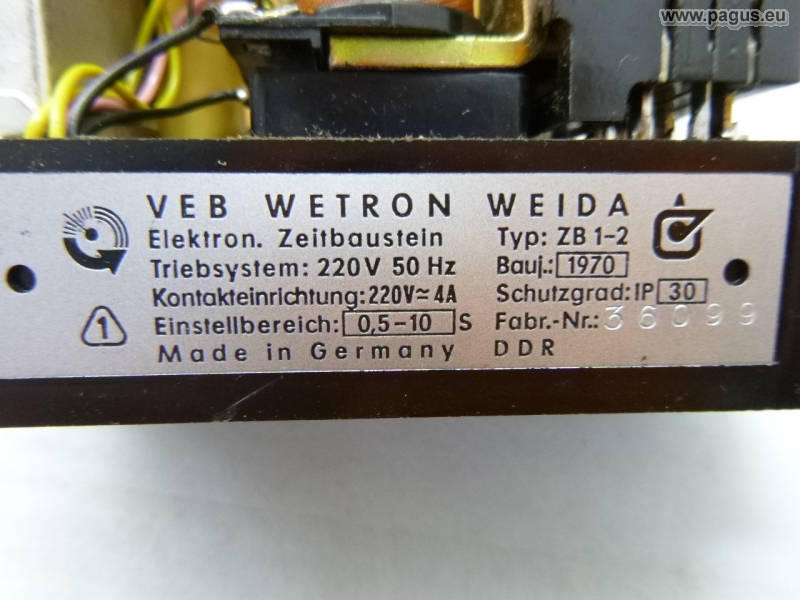 www.pagus.eu
VEB WETRON WEIDA
Elektron. Zeitbaustein Typ: ZB 1-2
Triebsystem: 220V 50 Hz Bauj.: 1970
Kontakteinrichtung: 220V≂ 4A Schutzgrad: IP 30
1 Einstellbereich: 0,5-10 S Fabr.-Nr.: 36099
Made in Germany DDR